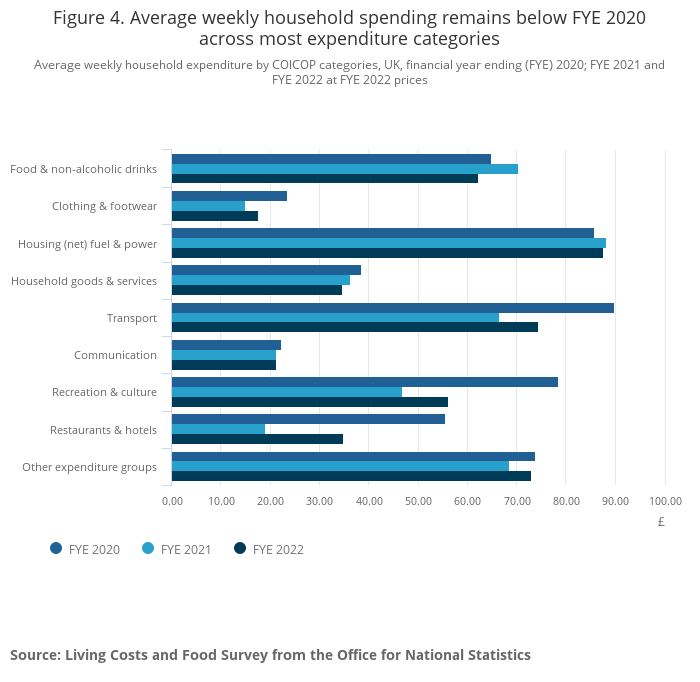 Figure 4. Average weekly household spending remains below FYE 2020
across most expenditure categories
Average weekly household expenditure by COICOP categories, UK, financial year ending (FYE) 2020; FYE 2021 and
FYE 2022 at FYE 2022 prices
Food & non-alcoholic drinks
Clothing & footwear
Housing (net) fuel & power
Household goods & services
Transport
Communication
Recreation & culture
Restaurants & hotels
Other expenditure groups
0.00 10.00 20.00 30.00 40.00 50.00 60.00 70.00 80.00 90.00 100.00
£
FYE 2020 FYE 2021 FYE 2022
Source: Living Costs and Food Survey from the Office for National Statistics